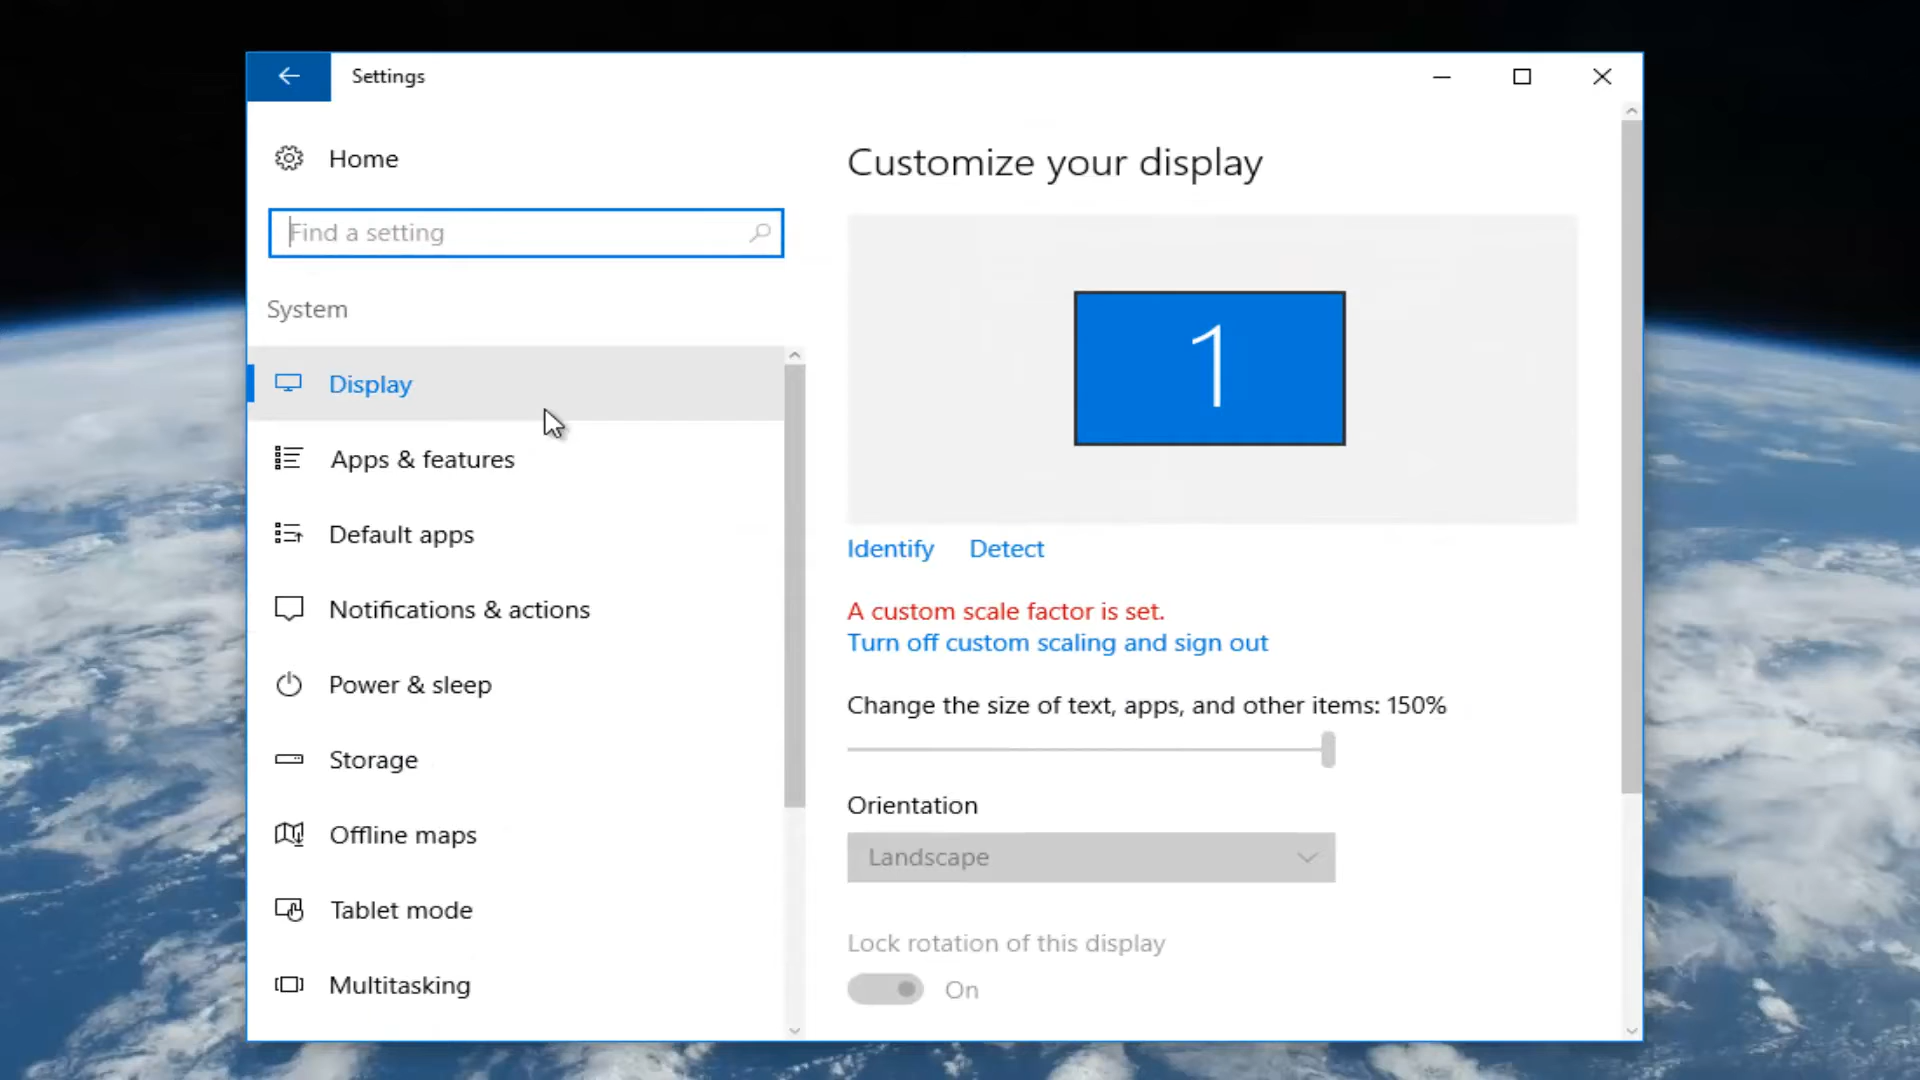 Settings
Home
Find a setting
System
Display
Apps & features
Default apps
Notifications & actions
Power & sleep
Storage
Offline maps
Tablet mode
Multitasking
Customize your display
1
Identify Detect
A custom scale factor is set.
Turn off custom scaling and sign out
Change the size of text, apps, and other items: 150%
Orientation
Landscape
Lock rotation of this display
On